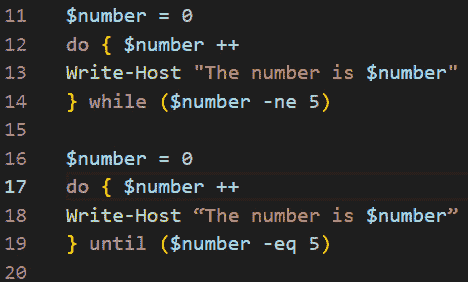 11 $number = 0
12 do { $number ++
13 Write-Host "The number is $number"
14 } while ($number -ne 5)
15
16 $number = 0
17 do { $number ++
18 Write-Host “The number is $number”
19 } until ($number -eq 5)
20